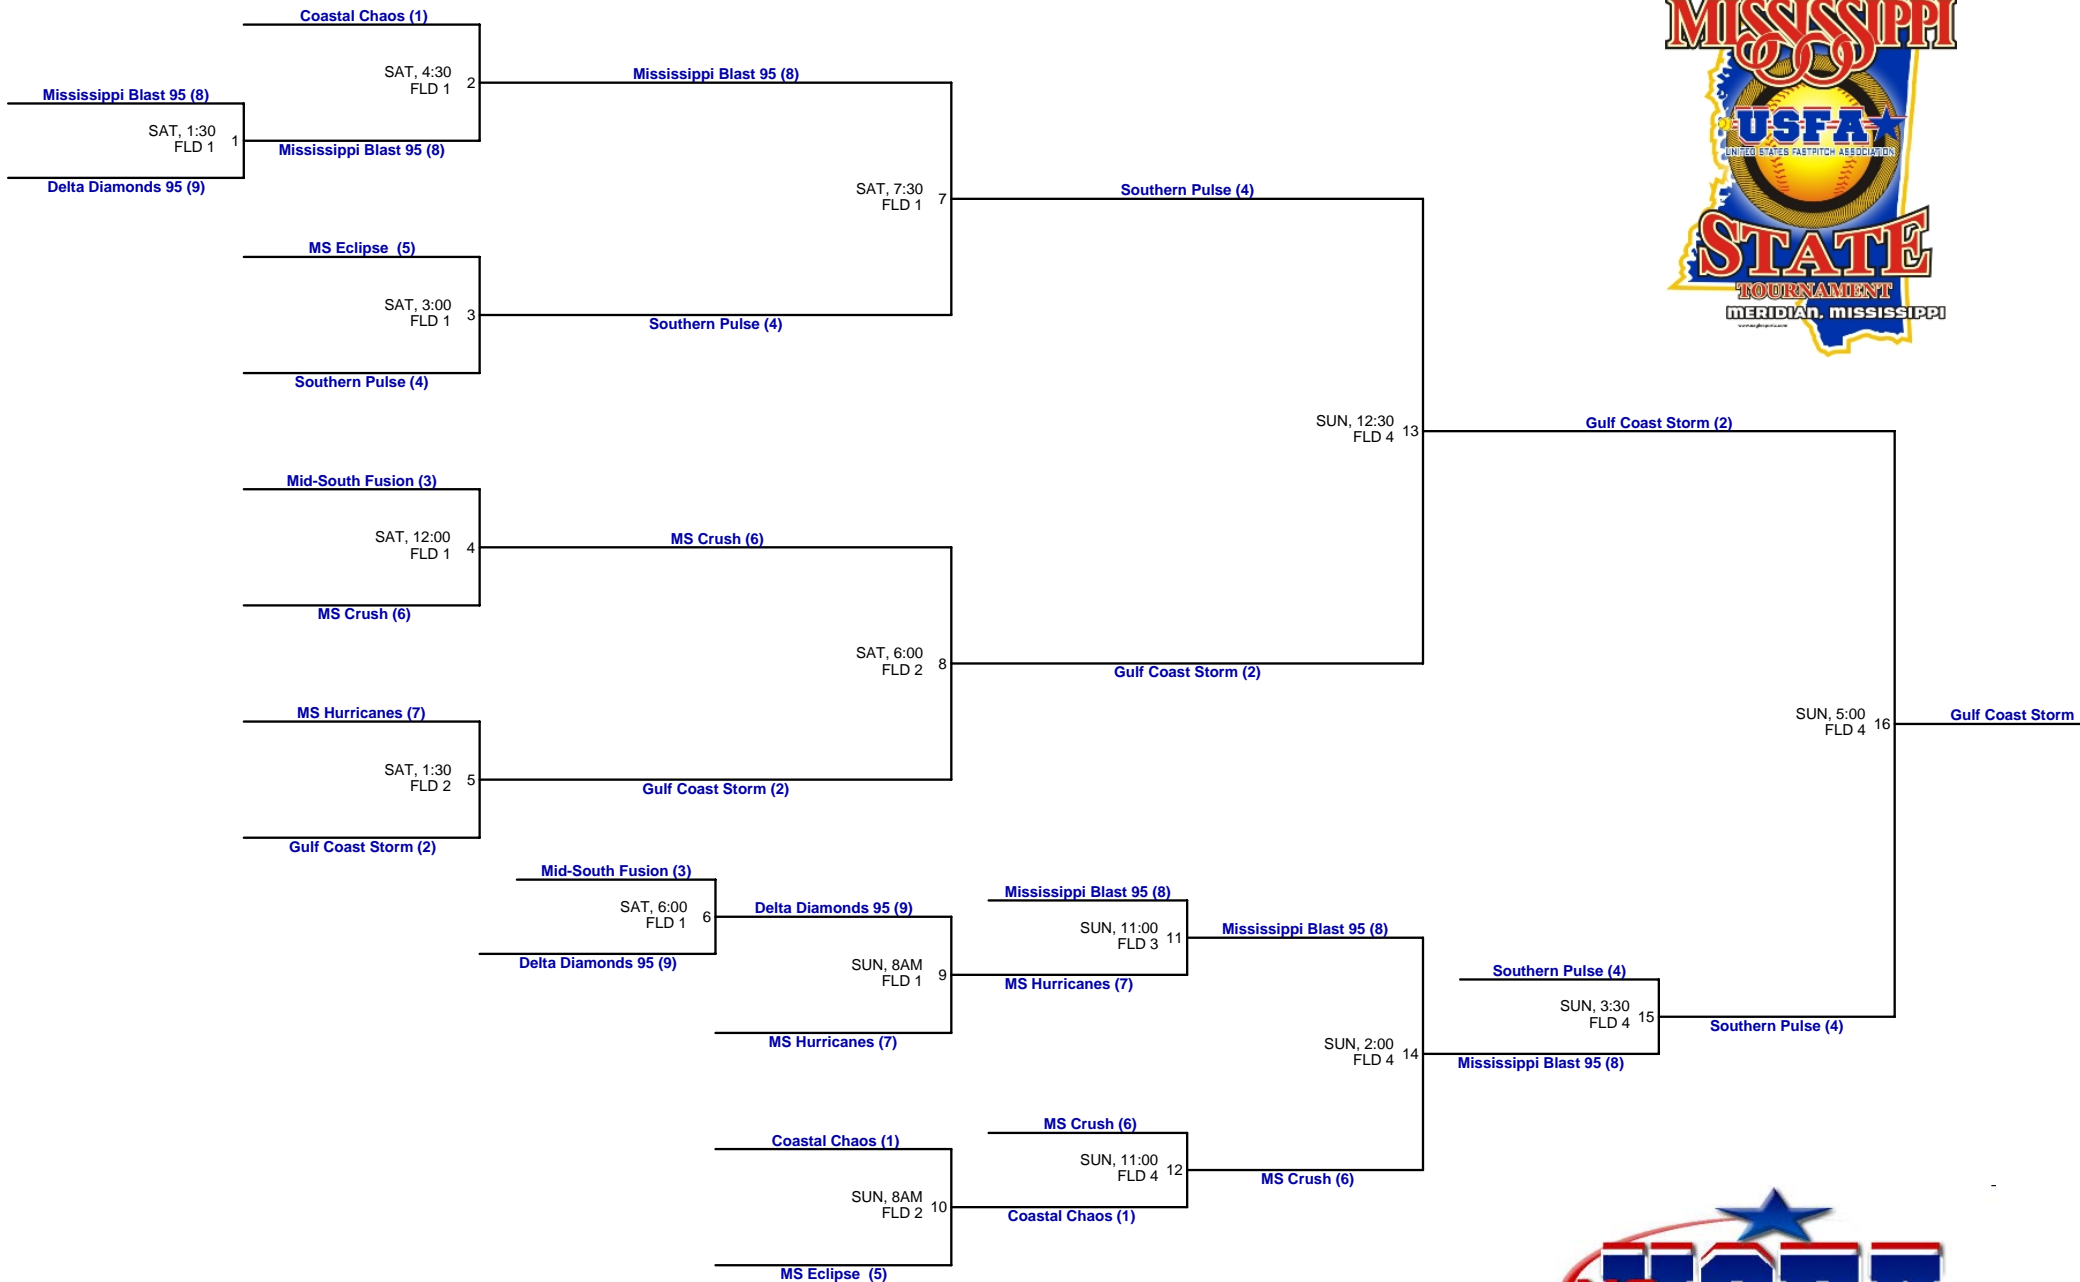 Coastal Chaos (1)
SAT, 4:30
FLD 1
2
Mississippi Blast 95 (8)
Mississippi Blast 95 (8)
SAT, 1:30
FLD 1
1
Mississippi Blast 95 (8)
Delta Diamonds 95 (9)
SAT, 7:30
FLD 1
7
Southern Pulse (4)
MS Eclipse (5)
SAT, 3:00
FLD 1
3
Southern Pulse (4)
Southern Pulse (4)
MISSISSIPPI
USFA
UNITED STATES FASTPITCH ASSOCIATION
STATE
TOURNAMENT
MERIDIAN, MISSISSIPPI
SUN, 12:30
FLD 4
13
Gulf Coast Storm (2)
Mid-South Fusion (3)
SAT, 12:00
FLD 1
4
MS Crush (6)
MS Crush (6)
SAT, 6:00
FLD 2
8
Gulf Coast Storm (2)
MS Hurricanes (7)
SAT, 1:30
FLD 2
5
Gulf Coast Storm (2)
Gulf Coast Storm (2)
SUN, 5:00
FLD 4
16
Gulf Coast Storm
Mid-South Fusion (3)
SAT, 6:00
FLD 1
6
Delta Diamonds 95 (9)
Delta Diamonds 95 (9)
SUN, 8AM
FLD 1
9
MS Hurricanes (7)
Mississippi Blast 95 (8)
SUN, 11:00
FLD 3
11
MS Hurricanes (7)
Mississippi Blast 95 (8)
SUN, 2:00
FLD 4
14
Southern Pulse (4)
SUN, 3:30
FLD 4
15
Mississippi Blast 95 (8)
Southern Pulse (4)
Coastal Chaos (1)
SUN, 8AM
FLD 2
10
MS Eclipse (5)
MS Crush (6)
SUN, 11:00
FLD 4
12
Coastal Chaos (1)
MS Crush (6)
-